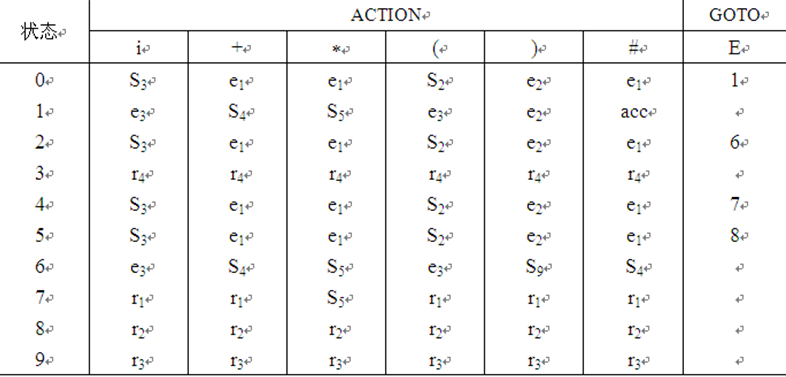 状态 ACTION GOTO
i + * ( ) # E
0 S3 e1 e1 S2 e2 e1 1
1 e3 S4 S5 e3 e2 acc
2 S3 e1 e1 S2 e2 e1 6
3 r4 r4 r4 r4 r4 r4
4 S3 e1 e1 S2 e2 e1 7
5 S3 e1 e1 S2 e2 e1 8
6 e3 S4 S5 e3 S9 S4
7 r1 r1 S5 r1 r1 r1
8 r2 r2 r2 r2 r2 r2
9 r3 r3 r3 r3 r3 r3